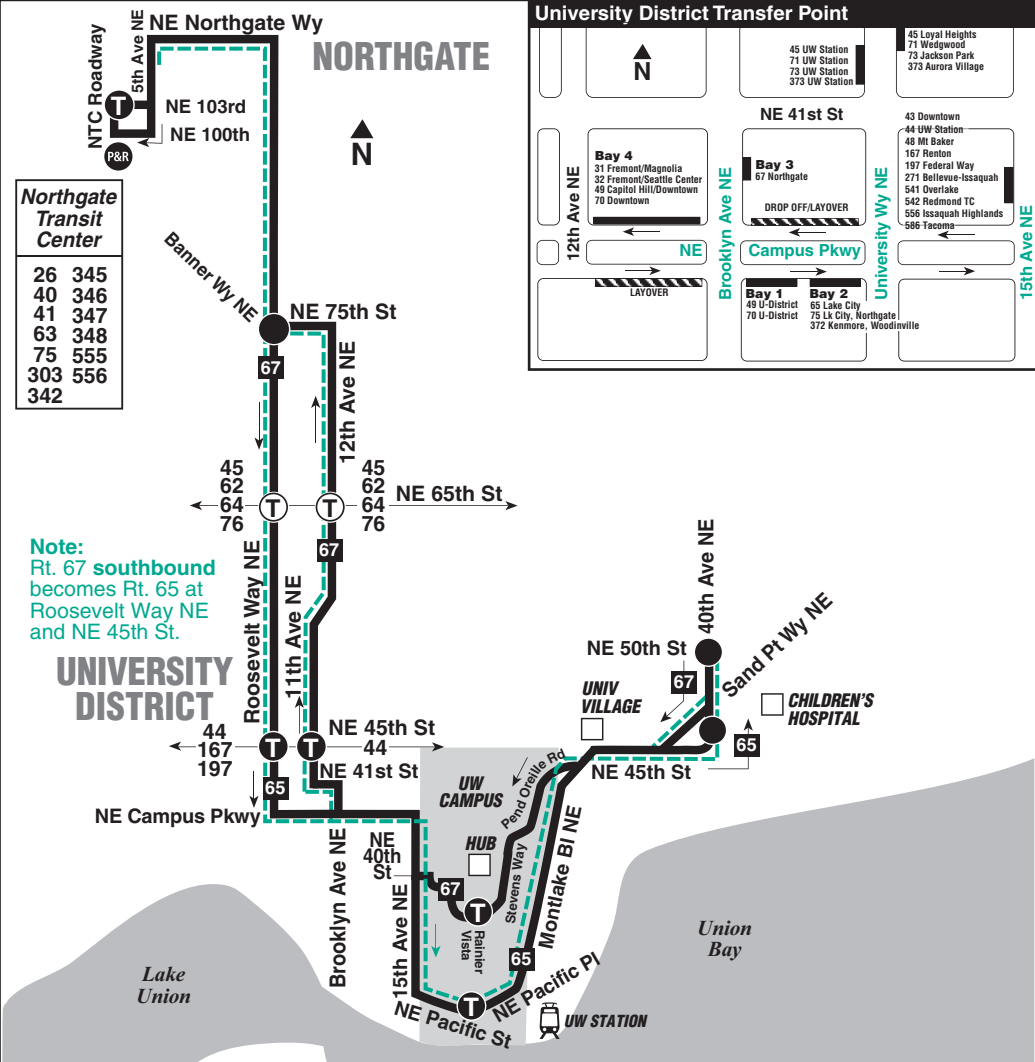 University District Transfer Point
NE Northgate Wy
NORTHGATE
5th Ave NE
NTC Roadway
T
NE 103rd
NE 100th
P&R
N
Northgate
Transit
Center
26 345
40 346
41 347
63 348
75 555
303 556
342
Banner Wy NE
NE 75th St
67
12th Ave NE
45
62
64
76
T
T
45
62
64
76
NE 65th St
67
Note:
Rt. 67 southbound
becomes Rt. 65 at
Roosevelt Way NE
and NE 45th St.
Roosevelt Way NE
11th Ave NE
UNIVERSITY
DISTRICT
44
167
197
T
T
NE 45th St
44
NE 41st St
65
NE Campus Pkwy
Brooklyn Ave NE
NE
40th
St
15th Ave NE
67
T
Rainier
Vista
UW
CAMPUS
HUB
Pend Oreille Rd
Stevens Way
Montlake Bl NE
65
T
NE Pacific St
NE Pacific Pl
UW STATION
UNIV
VILLAGE
NE 50th St
67
40th Ave NE
Sand Pt Wy NE
CHILDREN'S
HOSPITAL
65
NE 45th St
Lake
Union
Union
Bay
N
45 UW Station
71 UW Station
73 UW Station
373 UW Station
45 Loyal Heights
71 Wedgwood
73 Jackson Park
373 Aurora Village
NE 41st St
12th Ave NE
Bay 4
31 Fremont/Magnolia
32 Fremont/Seattle Center
49 Capitol Hill/Downtown
70 Downtown
Brooklyn Ave NE
Bay 3
67 Northgate
DROP OFF/LAYOVER
University Wy NE
43 Downtown
44 UW Station
48 Mt Baker
167 Renton
197 Federal Way
271 Bellevue-Issaquah
541 Overlake
542 Redmond TC
556 Issaquah Highlands
586 Tacoma
15th Ave NE
NE
Campus Pkwy
LAYOVER
Bay 1
49 U-District
70 U-District
Bay 2
65 Lake City
75 Lk City, Northgate
372 Kenmore, Woodinville